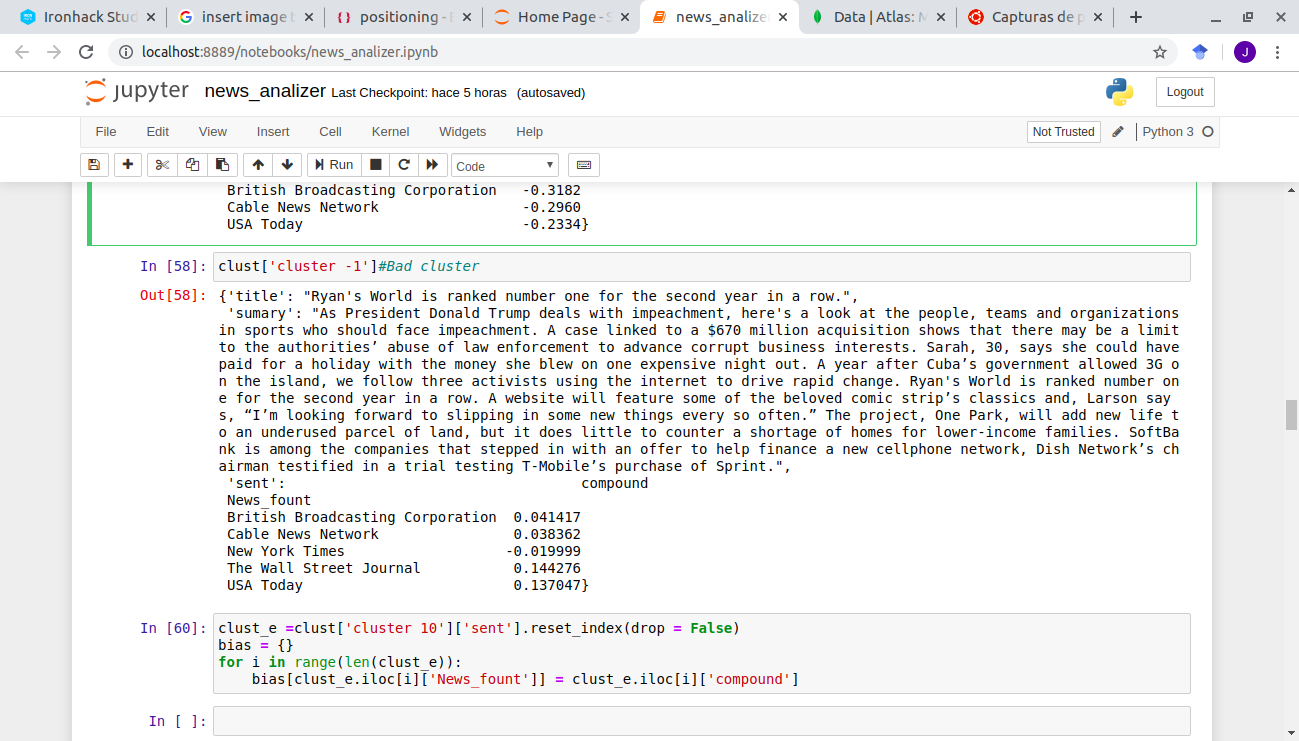 Ironhack Stud
insert image t
positioning - E
Home Page - S
news_analize
Data | Atlas: M
Capturas de p
localhost:8889/notebooks/news_analizer.ipynb
J
jupyter news_analizer Last Checkpoint: hace 5 horas (autosaved)
Logout
File Edit View Insert Cell Kernel Widgets Help
Not Trusted
Python 3
Run
Code
British Broadcasting Corporation -0.3182
Cable News Network -0.2960
USA Today -0.2334}
In [58]: clust['cluster -1']#Bad cluster
Out[58]: {'title': "Ryan's World is ranked number one for the second year in a row.",
'sumary': "As President Donald Trump deals with impeachment, here's a look at the people, teams and organizations
in sports who should face impeachment. A case linked to a $670 million acquisition shows that there may be a limit
to the authorities’ abuse of law enforcement to advance corrupt business interests. Sarah, 30, says she could have
paid for a holiday with the money she blew on one expensive night out. A year after Cuba’s government allowed 3G o
n the island, we follow three activists using the internet to drive rapid change. Ryan's World is ranked number on
e for the second year in a row. A website will feature some of the beloved comic strip’s classics and, Larson say
s, “I’m looking forward to slipping in some new things every so often.” The project, One Park, will add new life t
o an underused parcel of land, but it does little to counter a shortage of homes for lower-income families. SoftBa
nk is among the companies that stepped in with an offer to help finance a new cellphone network, Dish Network’s ch
airman testified in a trial testing T-Mobile’s purchase of Sprint.",
'sent': compound
News_fount
British Broadcasting Corporation 0.041417
Cable News Network 0.038362
New York Times -0.019999
The Wall Street Journal 0.144276
USA Today 0.137047}
In [60]: clust_e =clust['cluster 10']['sent'].reset_index(drop = False)
bias = {}
for i in range(len(clust_e)):
bias[clust_e.iloc[i]['News_fount']] = clust_e.iloc[i]['compound']
In [ ]: